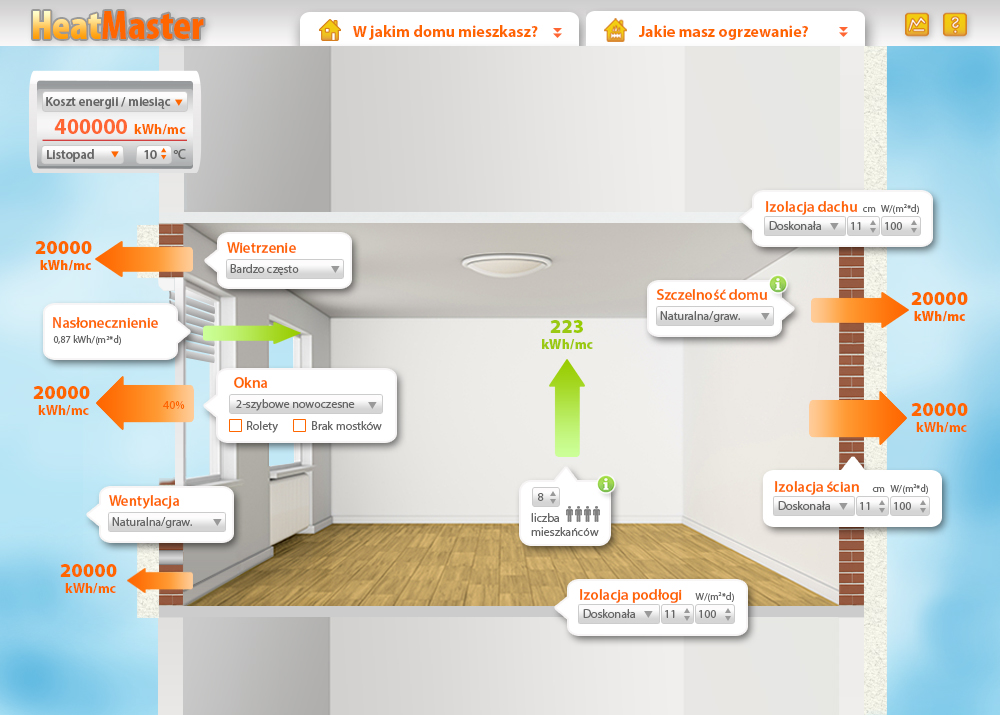 HeatMaster
W jakim domu mieszkasz?
Jakie masz ogrzewanie?
Koszt energii / miesiąc
400000 kWh/mc
Listopad 10 °C
Izolacja dachu cm W/(m²*d)
Doskonała 11 100
20000
kWh/mc
Wietrzenie
Bardzo często
Szczelność domu
Naturalna/graw.
20000
kWh/mc
Nasłonecznienie
0,87 kWh/(m²*d)
223
kWh/mc
20000
kWh/mc
40%
Okna
2-szybowe nowoczesne
Rolety Brak mostków
20000
kWh/mc
Wentylacja
Naturalna/graw.
8
liczba
mieszkańców
Izolacja ścian cm W/(m²*d)
Doskonała 11 100
20000
kWh/mc
Izolacja podłogi W/(m²*d)
Doskonała 11 100